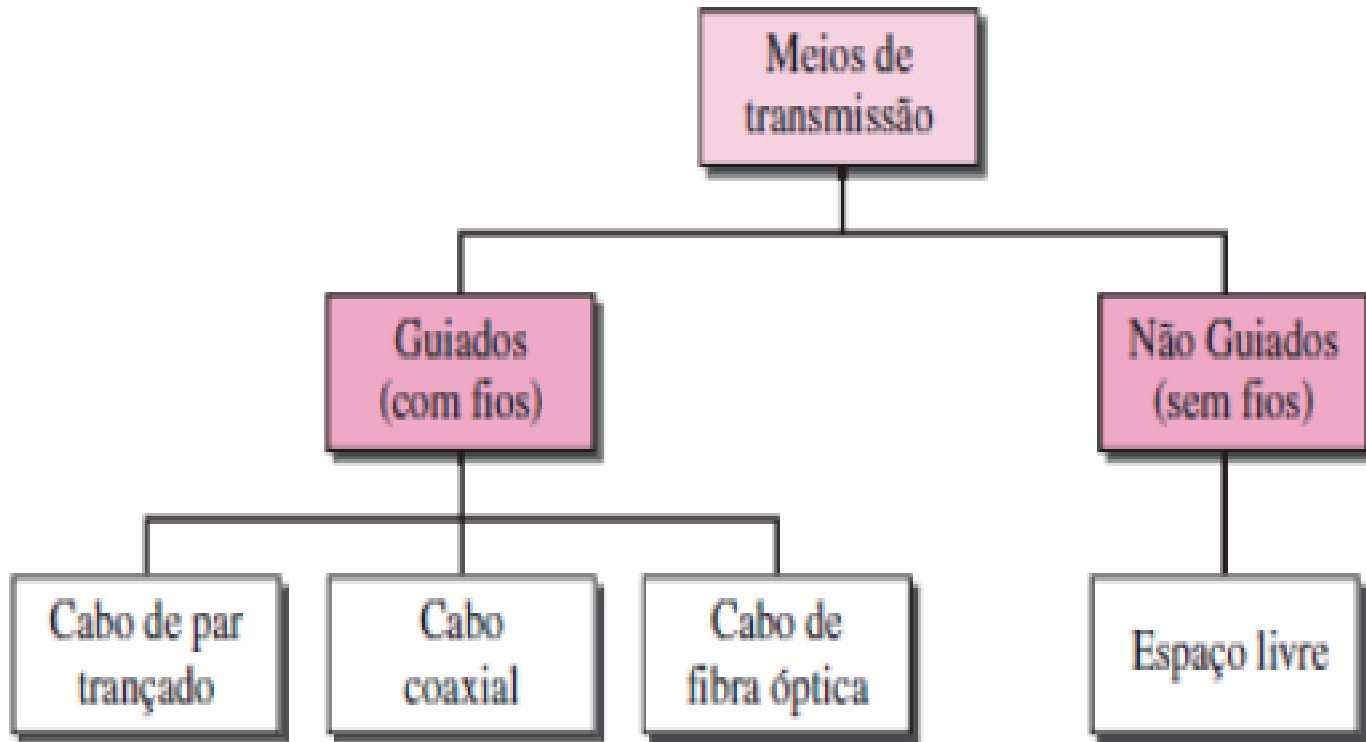 Meios de
transmissão
Guiados
(com fios)
Não Guiados
(sem fios)
Cabo de par
trançado
Cabo
coaxial
Cabo de
fibra óptica
Espaço livre